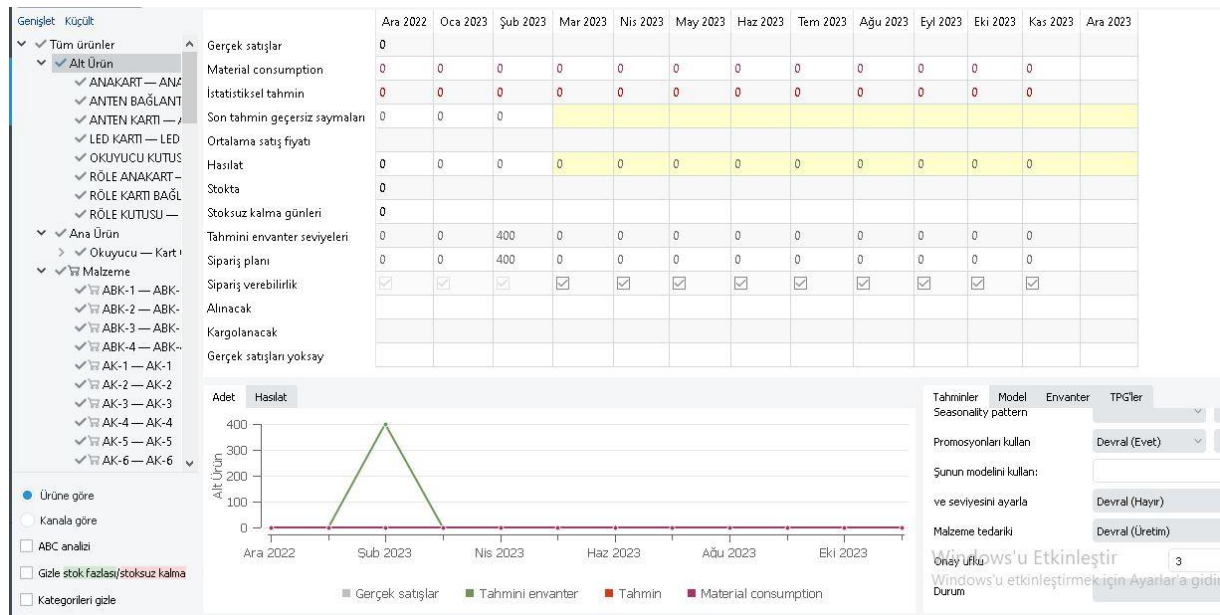 Genişlet Küçült
Ara 2022 Oca 2023 Şub 2023 Mar 2023 Nis 2023 May 2023 Haz 2023 Tem 2023 Ağu 2023 Eyl 2023 Eki 2023 Kas 2023 Ara 2023
Tüm ürünler
Alt Ürün
ANAKART — ANA
ANTEN BAĞLANT
ANTEN KARTI —
LED KARTI — LED
OKUYUCU KUTUS
RÖLE ANAKART —
RÖLE KARTI BAĞL
RÖLE KUTUSU —
Ana Ürün
Okuyucu — Kart
Malzeme
ABK-1 — ABK-
ABK-2 — ABK-
ABK-3 — ABK-
ABK-4 — ABK-
AK-1 — AK-1
AK-2 — AK-2
AK-3 — AK-3
AK-4 — AK-4
AK-5 — AK-5
AK-6 — AK-6
Ürüne göre
Kanala göre
ABC analizi
Gizle stok fazlası/stoksuz kalma
Kategorileri gizle
Gerçek satışlar 0
Material consumption 0 0 0 0 0 0 0 0 0 0 0 0
İstatistiksel tahmin 0 0 0 0 0 0 0 0 0 0 0 0
Son tahmin geçersiz saymaları 0 0 0
Ortalama satış fiyatı
Hasılat 0 0 0 0 0 0 0 0 0 0 0 0
Stokta 0
Stoksuz kalma günleri 0
Tahmini envanter seviyeleri 0 0 400 0 0 0 0 0 0 0 0 0
Sipariş planı 0 0 400 0 0 0 0 0 0 0 0 0
Sipariş verebilirlik
Alınacak
Kargolanacak
Gerçek satışları yoksay
Adet Hasılat
Alt Ürün
400
300
200
100
0
Ara 2022 Şub 2023 Nis 2023 Haz 2023 Ağu 2023 Eki 2023
Gerçek satışlar Tahmini envanter Tahmin Material consumption
Tahminler Model Envanter TPG'ler
Seasonality pattern
Promosyonları kullan Devral (Evet)
Şunun modelini kullan:
ve seviyesini ayarla Devral (Hayır)
Malzeme tedariki Devral (Üretim)
Onay ufku 3
Durum
Windows'u Etkinleştir
Windows'u etkinleştirmek için Ayarlar'a gidin